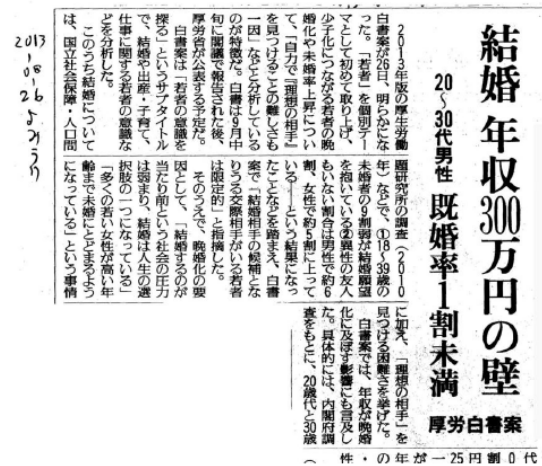 結婚 年収300万円の壁
20〜30代男性 既婚率1割未満
厚労白書案
2013年版の厚生労働
白書案が26日、明らかにな
った。「若者」を個別テー
マとして初めて取り上げ、
少子化につながる若者の晩
婚化や未婚率上昇につい
て、「自力で『理想の相手』
を見つけることの難しさも
一因」などと分析している
のが特徴だ。白書は9月中
旬に閣議で報告された後、
厚労省が公表する予定だ。
白書案は「若者の意識を
探る」というサブタイトル
で、結婚や出産・子育て、
仕事に関する若者の意識な
どを分析した。
このうち結婚について
は、国立社会保障・人口問
題研究所の調査(2010
年)などで、①18〜39歳の
未婚者の9割弱が結婚願望
を抱いている②異性の友人
もいない割合は男性で約6
割、女性で約5割に上って
いる――という結果になっ
たことなどを踏まえ、白書
案で「結婚相手の候補とな
りうる交際相手がいる若者
は限定的」と指摘した。
そのうえで、晩婚化の要
因として、「結婚するのが
当たり前という社会の圧力
は弱まり、結婚は人生の選
択肢の一つになっている」
「多くの若い女性が高い年
齢まで未婚にとどまるよう
になっている」という事情
に加え、「理想の相手」を
見つける困難さを挙げた。
白書案では、年収が晩婚
化に及ぼす影響にも言及し
た。具体的には、内閣府調
査をもとに、20歳代と30歳
2013-08-26 よみうり